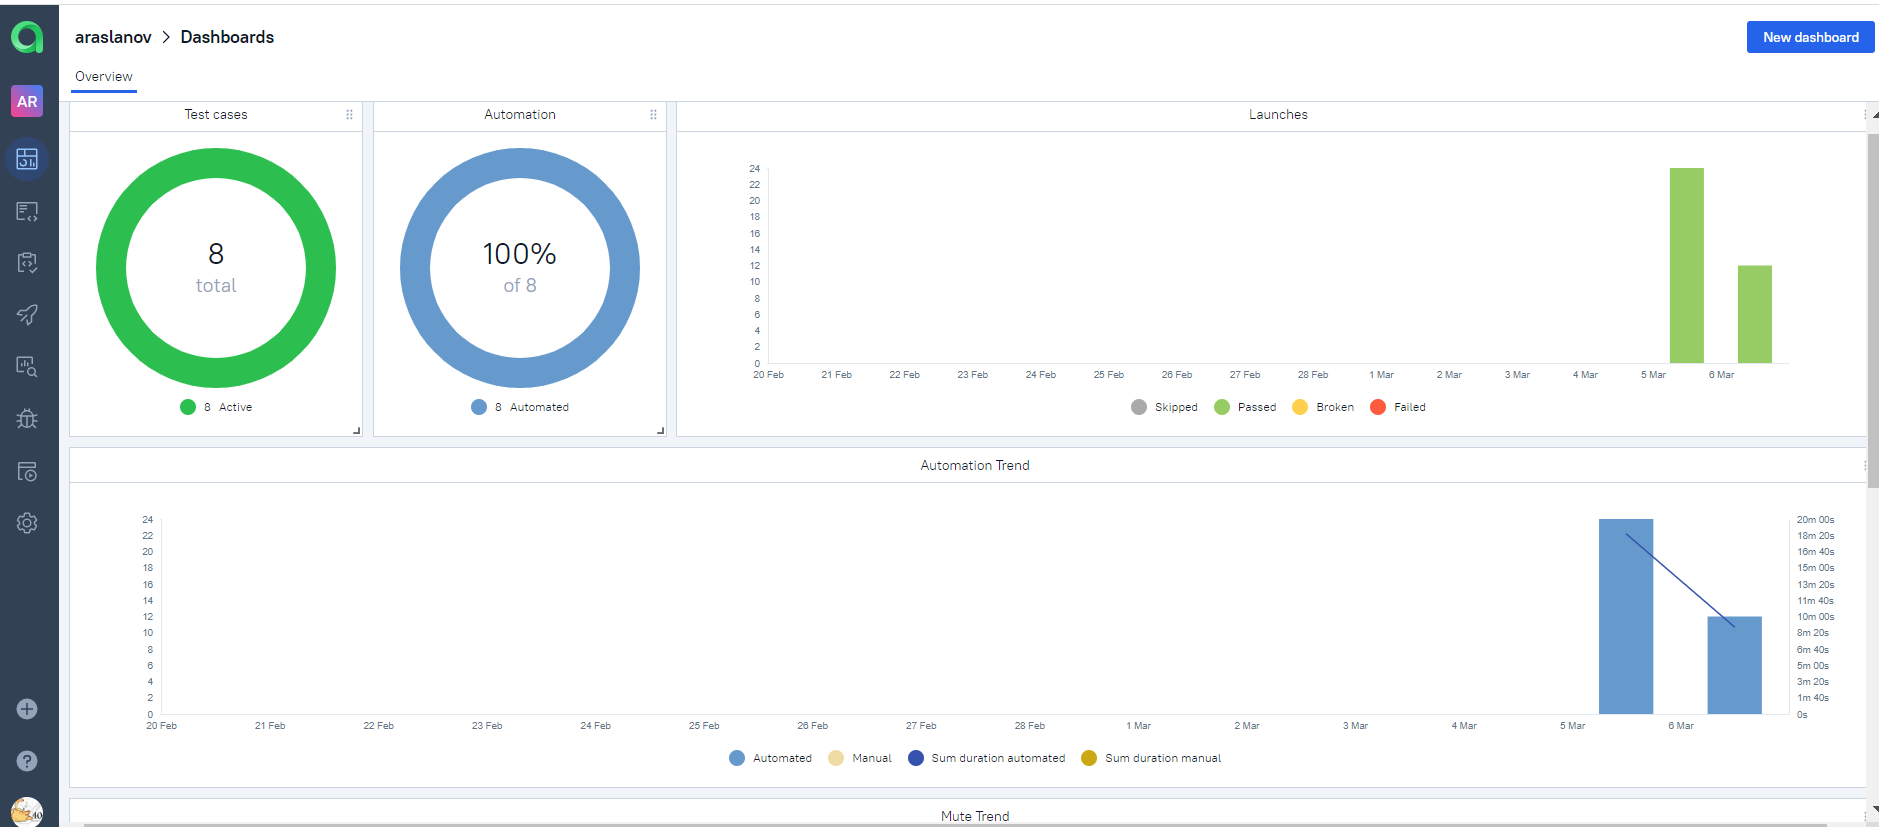 araslanov > Dashboards
New dashboard
Overview
AR
Test cases
8
total
8 Active
Automation
100%
of 8
8 Automated
Launches
24
22
20
18
16
14
12
10
8
6
4
2
0
20 Feb 21 Feb 22 Feb 23 Feb 24 Feb 25 Feb 26 Feb 27 Feb 28 Feb 1 Mar 2 Mar 3 Mar 4 Mar 5 Mar 6 Mar
Skipped Passed Broken Failed
Automation Trend
24
22
20
18
16
14
12
10
8
6
4
2
0
20m 00s
18m 20s
16m 40s
15m 00s
13m 20s
11m 40s
10m 00s
8m 20s
6m 40s
5m 00s
3m 20s
1m 40s
0s
20 Feb 21 Feb 22 Feb 23 Feb 24 Feb 25 Feb 26 Feb 27 Feb 28 Feb 1 Mar 2 Mar 3 Mar 4 Mar 5 Mar 6 Mar
Automated Manual Sum duration automated Sum duration manual
Mute Trend